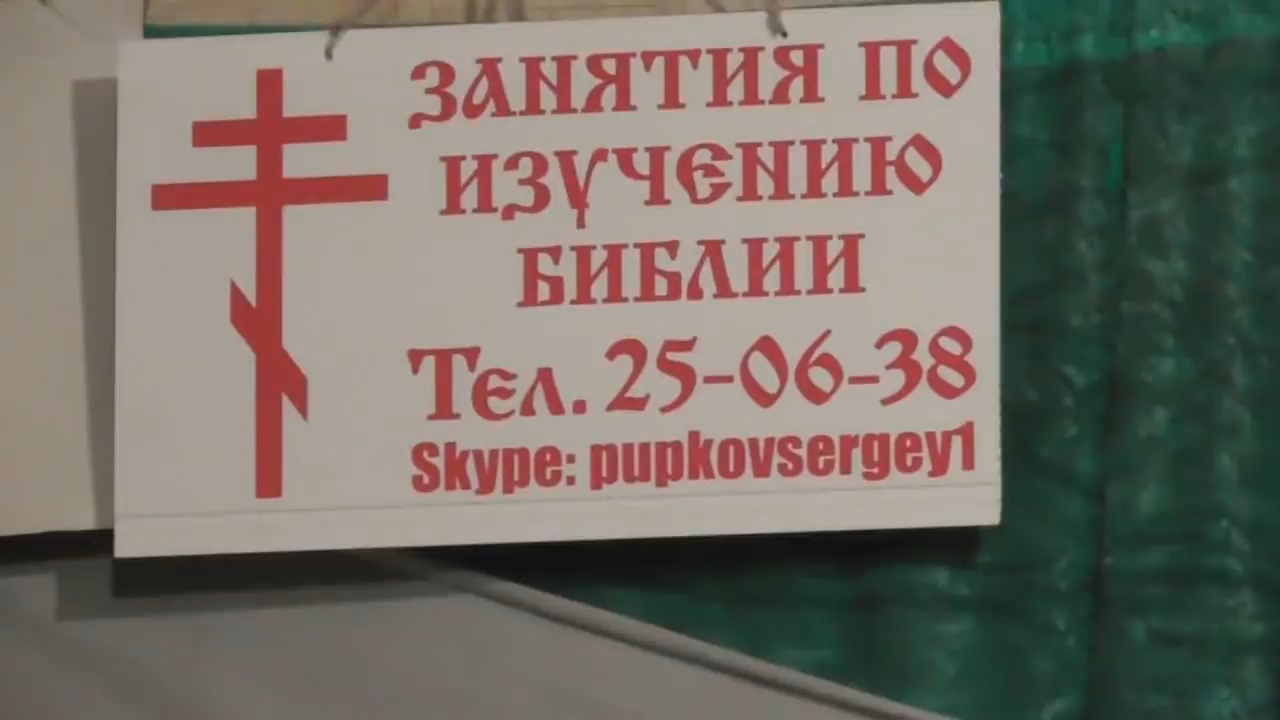 ЗАНЯТИЯ ПО
ИЗУЧЕНИЮ
БИБЛИИ
Тел. 25-06-38
Skype: pupkovsergey1